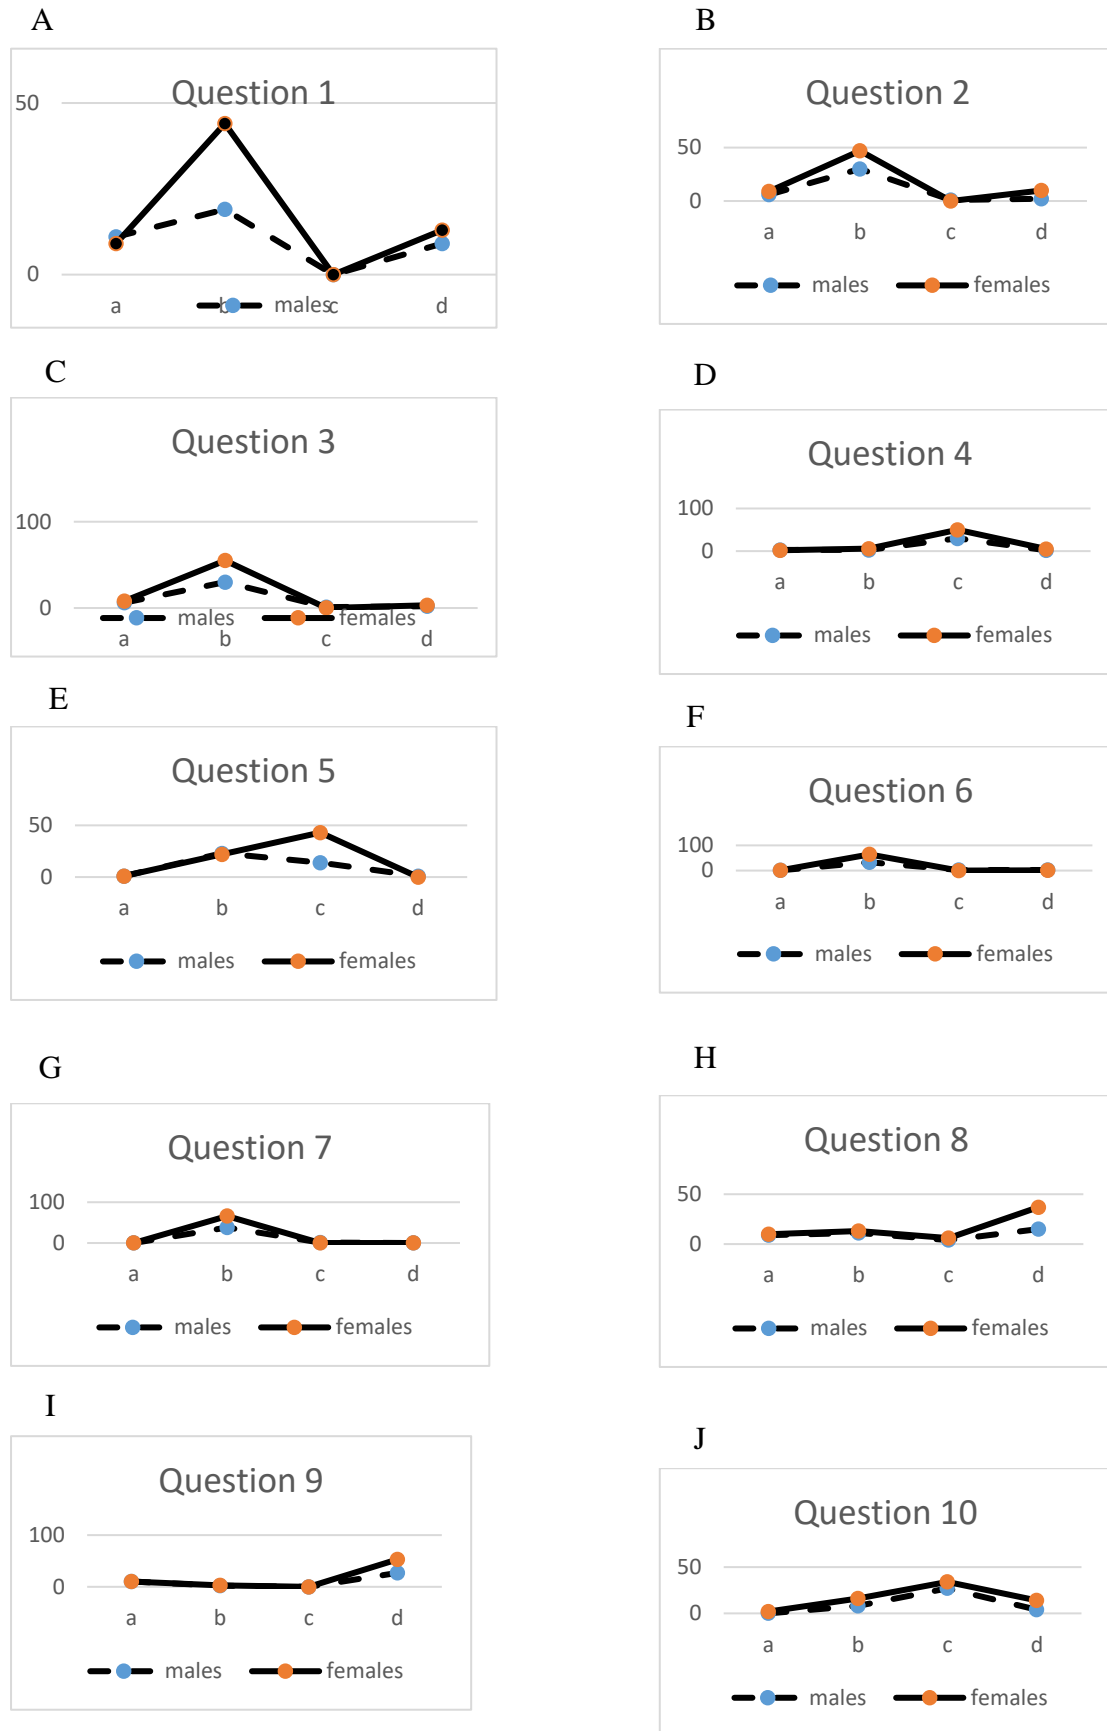 A
Question 1
50
0
a b c d
males
B
Question 2
50
0
a b c d
males females
C
Question 3
100
0
males females
a b c d
D
Question 4
100
0
a b c d
males females
E
Question 5
50
0
a b c d
males females
F
Question 6
100
0
a b c d
males females
G
Question 7
100
0
a b c d
males females
H
Question 8
50
0
a b c d
males females
I
Question 9
100
0
a b c d
males females
J
Question 10
50
0
a b c d
males females